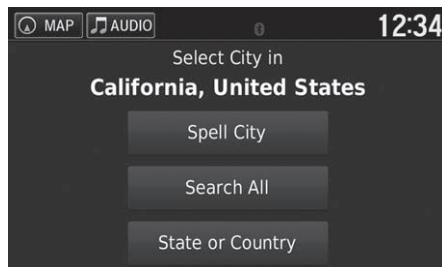 MAP AUDIO 12:34
Select City in
California, United States
Spell City
Search All
State or Country